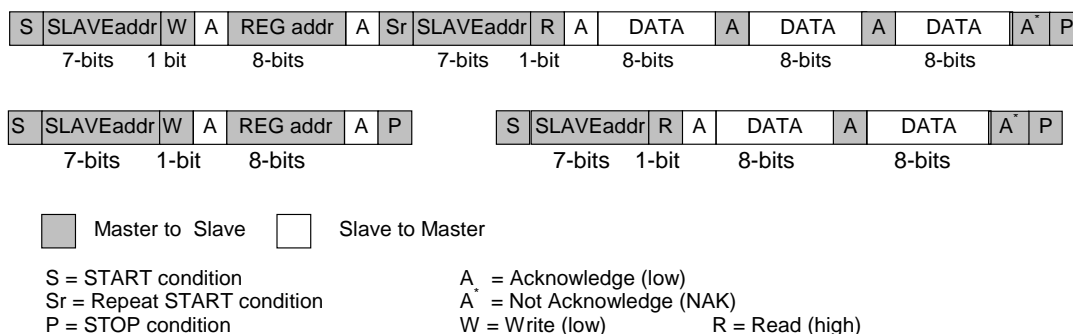 S SLAVEaddr W A REG addr A Sr SLAVEaddr R A DATA A DATA A DATA A* P
7-bits 1 bit 8-bits 7-bits 1-bit 8-bits 8-bits 8-bits
S SLAVEaddr W A REG addr A P S SLAVEaddr R A DATA A DATA A* P
7-bits 1-bit 8-bits 7-bits 1-bit 8-bits 8-bits
Master to Slave Slave to Master
S = START condition A = Acknowledge (low)
Sr = Repeat START condition A* = Not Acknowledge (NAK)
P = STOP condition W = Write (low) R = Read (high)